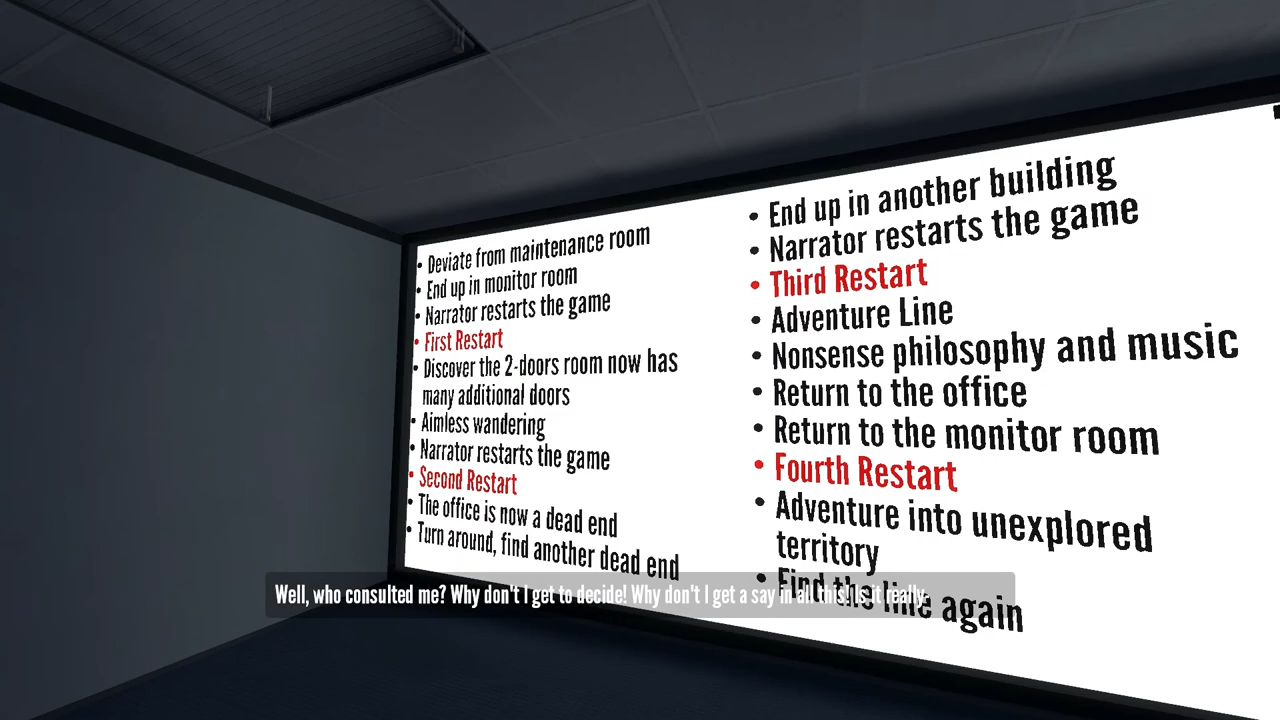 • Deviate from maintenance room
• End up in monitor room
• Narrator restarts the game
• First Restart
• Discover the 2-doors room now has
many additional doors
• Aimless wandering
• Narrator restarts the game
• Second Restart
• The office is now a dead end
• Turn around, find another dead end
• End up in another building
• Narrator restarts the game
• Third Restart
• Adventure Line
• Nonsense philosophy and music
• Return to the office
• Return to the monitor room
• Fourth Restart
• Adventure into unexplored
territory
• Find the line again
Well, who consulted me? Why don't I get to decide! Why don't I get a say in all this! Is it really-